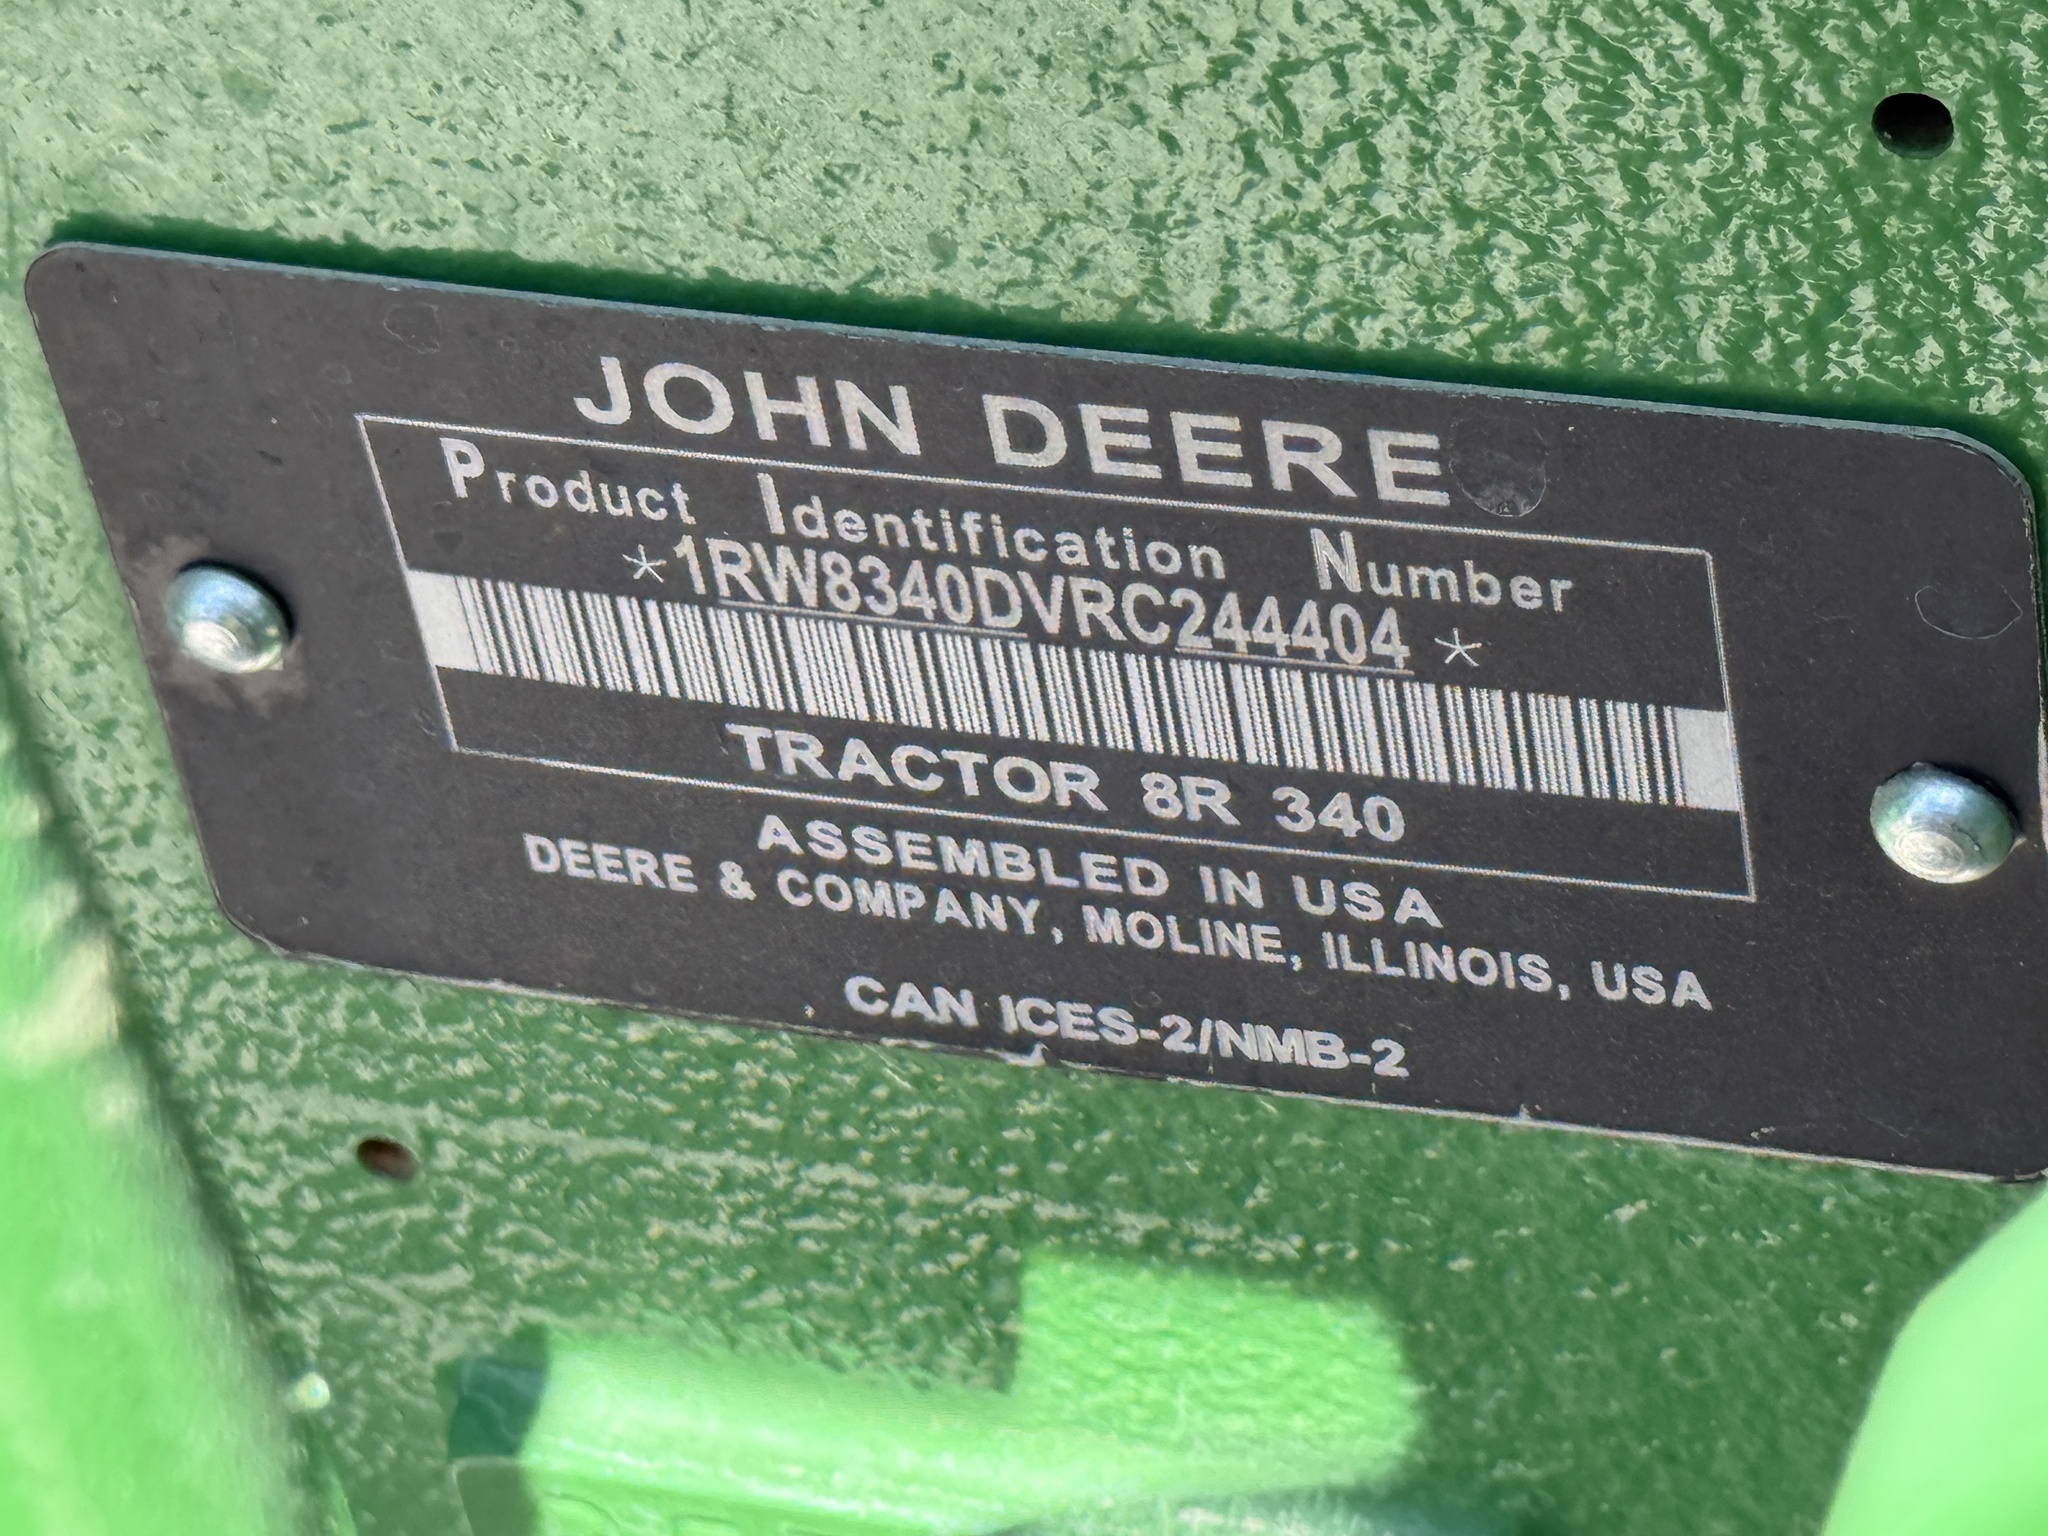 JOHN DEERE
Product Identification Number
*1RW8340DVRC244404*
TRACTOR 8R 340
ASSEMBLED IN USA
DEERE & COMPANY, MOLINE, ILLINOIS, USA
CAN ICES-2/NMB-2